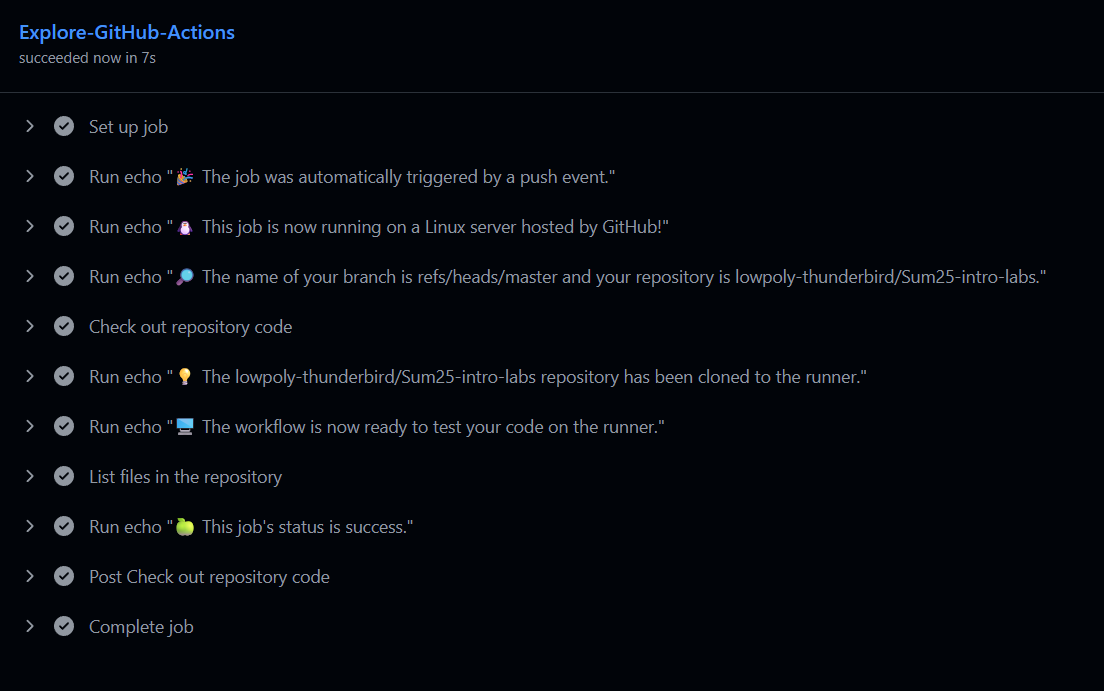 Explore-GitHub-Actions
succeeded now in 7s
Set up job
Run echo "🎉 The job was automatically triggered by a push event."
Run echo "🐧 This job is now running on a Linux server hosted by GitHub!"
Run echo "🔎 The name of your branch is refs/heads/master and your repository is lowpoly-thunderbird/Sum25-intro-labs."
Check out repository code
Run echo "💡 The lowpoly-thunderbird/Sum25-intro-labs repository has been cloned to the runner."
Run echo "🖥️ The workflow is now ready to test your code on the runner."
List files in the repository
Run echo "🍏 This job's status is success."
Post Check out repository code
Complete job